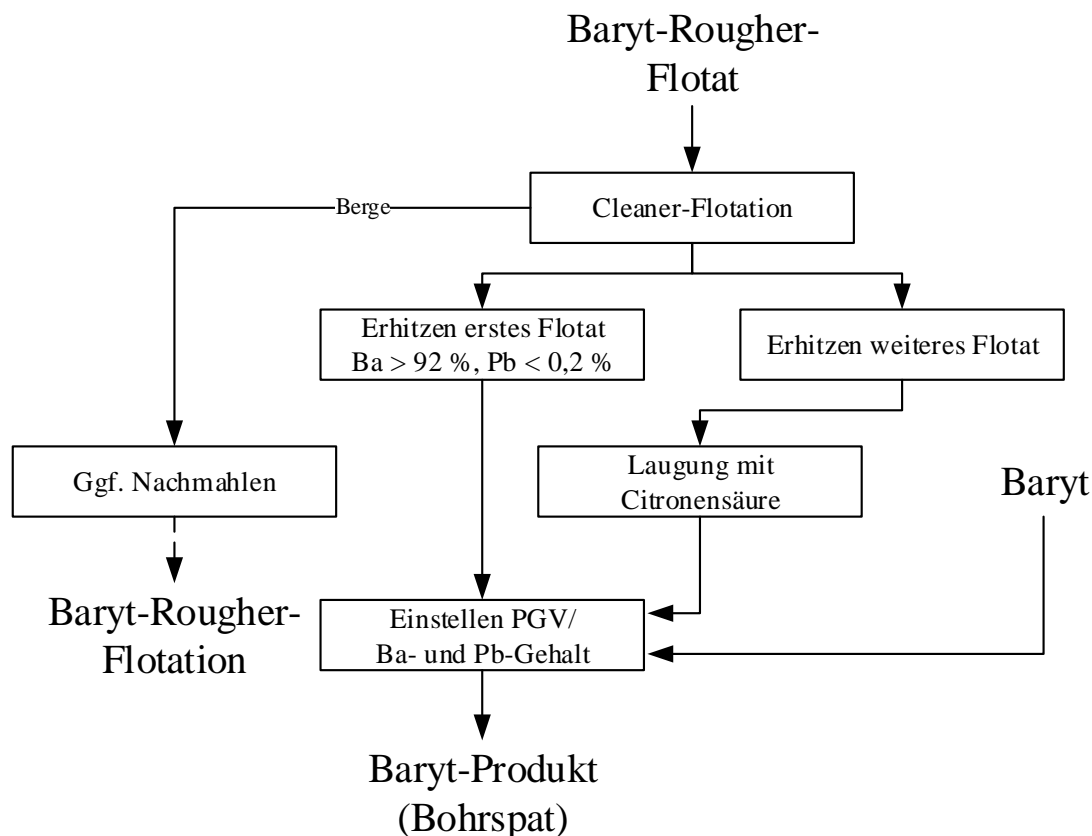 Baryt-Rougher-
Flotat
Berge
Cleaner-Flotation
Erhitzen erstes Flotat
Ba > 92 %, Pb < 0,2 %
Erhitzen weiteres Flotat
Ggf. Nachmahlen
Laugung mit
Citronensäure
Baryt
Baryt-Rougher-
Flotation
Einstellen PGV/
Ba- und Pb-Gehalt
Baryt-Produkt
(Bohrspat)